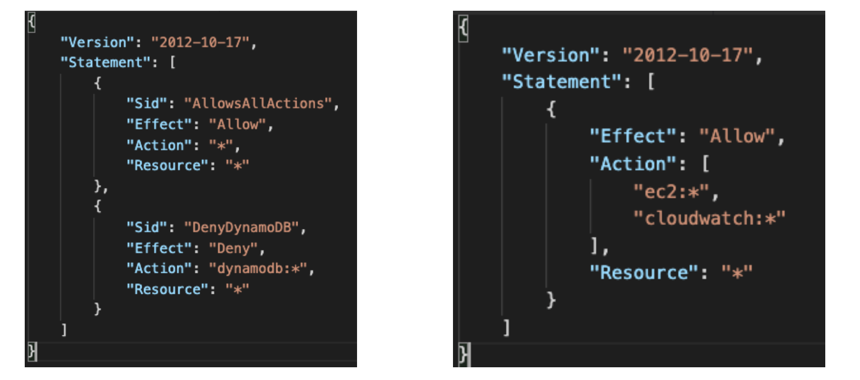 {
    "Version": "2012-10-17",
    "Statement": [
        {
            "Sid": "AllowsAllActions",
            "Effect": "Allow",
            "Action": "*",
            "Resource": "*"
        },
        {
            "Sid": "DenyDynamoDB",
            "Effect": "Deny",
            "Action": "dynamodb:*",
            "Resource": "*"
        }
    ]
}
{
    "Version": "2012-10-17",
    "Statement": [
        {
            "Effect": "Allow",
            "Action": [
                "ec2:*",
                "cloudwatch:*"
            ],
            "Resource": "*"
        }
    ]
}